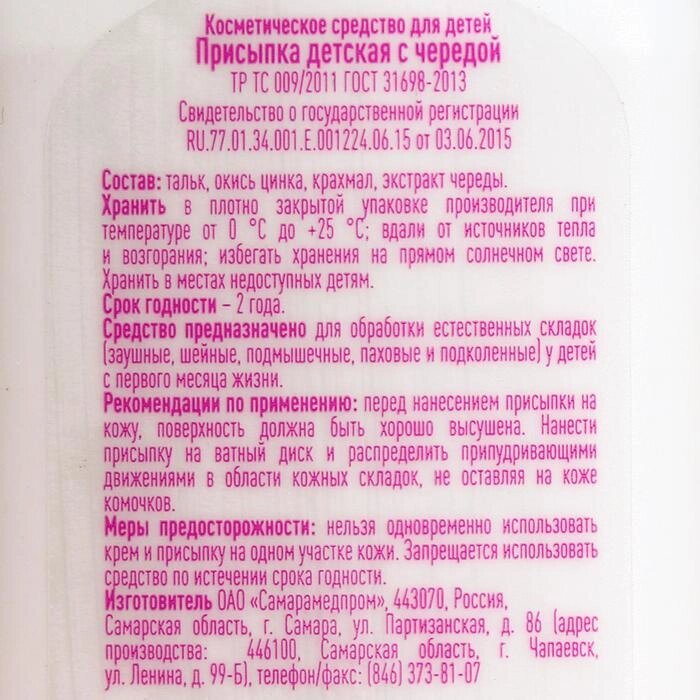 Косметическое средство для детей
Присыпка детская с чередой
ТР ТС 009/2011 ГОСТ 31698-2013
Свидетельство о государственной регистрации
RU.77.01.34.001.E.001224.06.15 от 03.06.2015
Состав: тальк, окись цинка, крахмал, экстракт череды.
Хранить в плотно закрытой упаковке производителя при
температуре от 0 °С до +25 °С; вдали от источников тепла
и возгорания; избегать хранения на прямом солнечном свете.
Хранить в местах недоступных детям.
Срок годности – 2 года.
Средство предназначено для обработки естественных складок
(заушные, шейные, подмышечные, паховые и подколенные) у детей
с первого месяца жизни.
Рекомендации по применению: перед нанесением присыпки на
кожу, поверхность должна быть хорошо высушена. Нанести
присыпку на ватный диск и распределить припудривающими
движениями в области кожных складок, не оставляя на коже
комочков.
Меры предосторожности: нельзя одновременно использовать
крем и присыпку на одном участке кожи. Запрещается использовать
средство по истечении срока годности.
Изготовитель ОАО «Самарамедпром», 443070, Россия,
Самарская область, г. Самара, ул. Партизанская, д. 86 (адрес
производства: 446100, Самарская область, г. Чапаевск,
ул. Ленина, д. 99-Б), телефон/факс: (846) 373-81-07